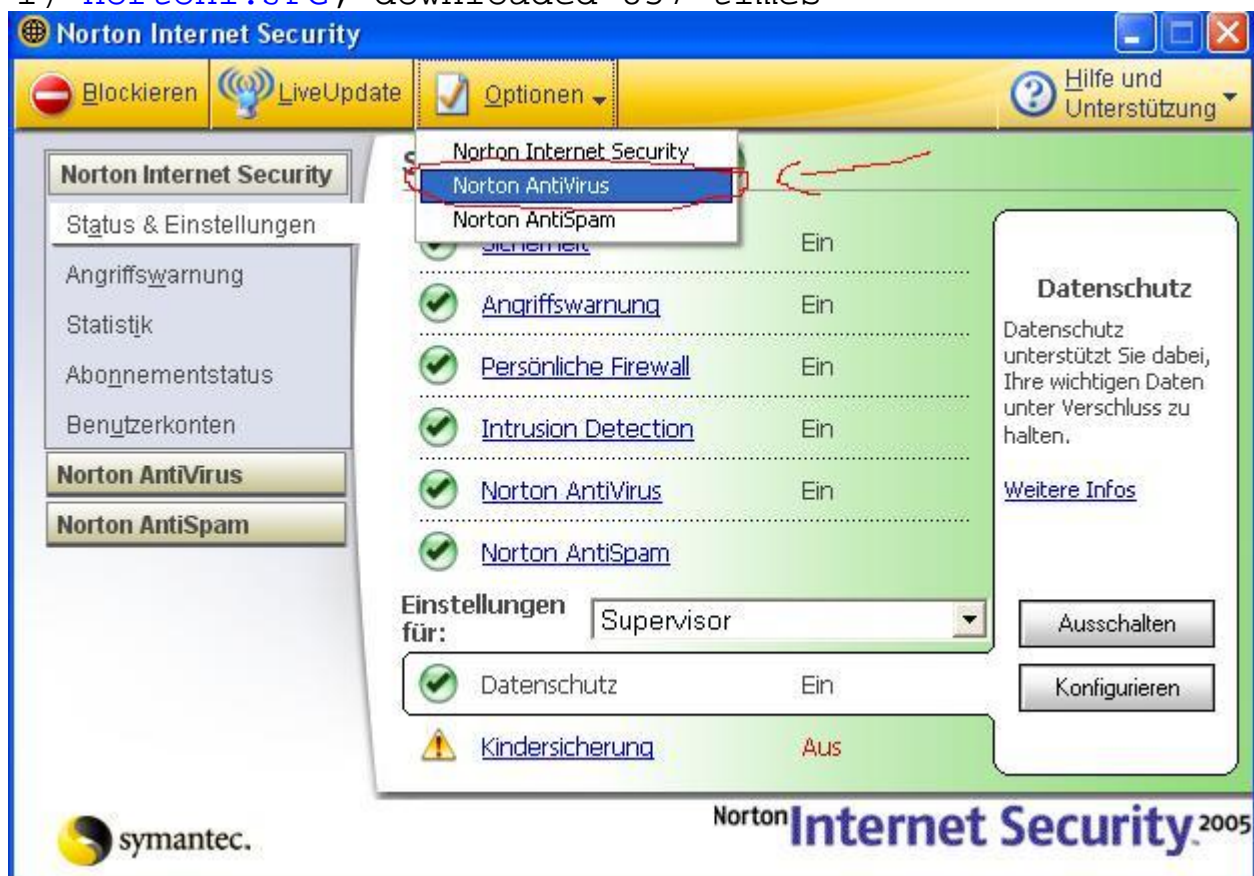 Norton Internet Security
Blockieren
LiveUpdate
Optionen
Hilfe und
Unterstützung
Norton Internet Security
Norton AntiVirus
Norton AntiSpam
Norton Internet Security
Status & Einstellungen
Angriffswarnung
Statistik
Abonnementstatus
Benutzerkonten
Norton AntiVirus
Norton AntiSpam
Sicherheit Ein
Angriffswarnung Ein
Persönliche Firewall Ein
Intrusion Detection Ein
Norton AntiVirus Ein
Norton AntiSpam
Einstellungen
für:
Supervisor
Datenschutz Ein
Kindersicherung Aus
Datenschutz
Datenschutz
unterstützt Sie dabei,
Ihre wichtigen Daten
unter Verschluss zu
halten.
Weitere Infos
Ausschalten
Konfigurieren
symantec.
Norton Internet Security 2005